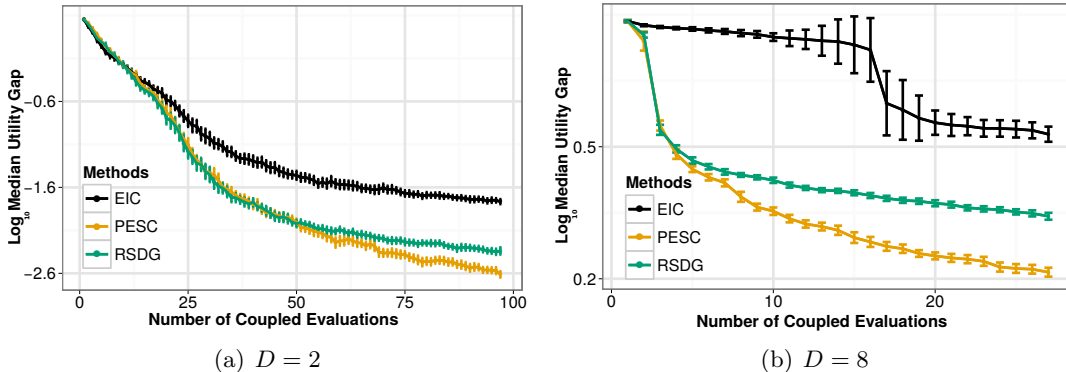 Log₁₀ Median Utility Gap
−0.6
−1.6
−2.6
Methods
EIC
PESC
RSDG
0
25
50
75
100
Number of Coupled Evaluations
(a) D = 2
Log₁₀ Median Utility Gap
0.5
0.2
Methods
EIC
PESC
RSDG
0
10
20
Number of Coupled Evaluations
(b) D = 8